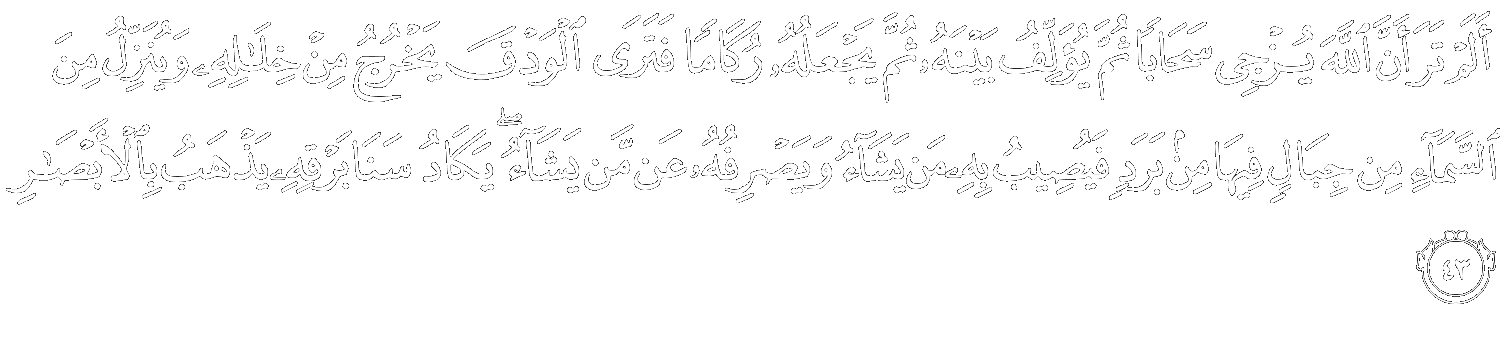 أَلَمْ تَرَ أَنَّ ٱللَّهَ يُزْجِى سَحَابًا ثُمَّ يُؤَلِّفُ بَيْنَهُۥ ثُمَّ يَجْعَلُهُۥ رُكَامًا فَتَرَى ٱلْوَدْقَ يَخْرُجُ مِنْ خِلَٰلِهِۦ وَيُنَزِّلُ مِنَ
ٱلسَّمَآءِ مِن جِبَالٍ فِيهَا مِنۢ بَرَدٍ فَيُصِيبُ بِهِۦ مَن يَشَآءُ وَيَصْرِفُهُۥ عَن مَّن يَشَآءُ ۖ يَكَادُ سَنَا بَرْقِهِۦ يَذْهَبُ بِٱلْأَبْصَٰرِ
٤٣